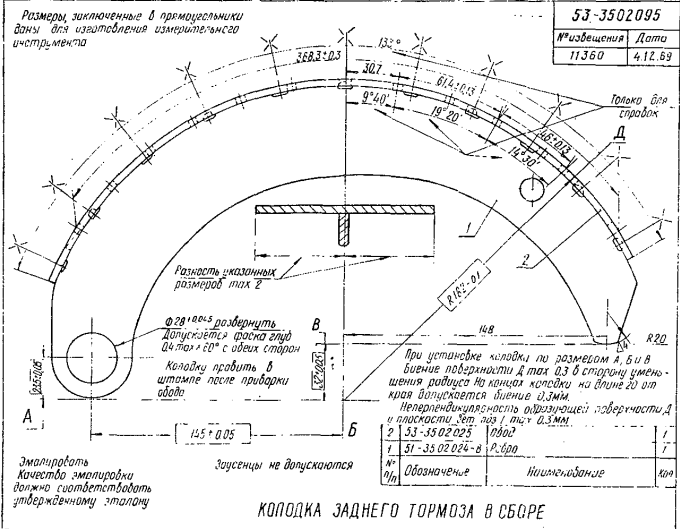 Размеры, заключенные в прямоугольники
даны для изготовления измерительного
инструмента
53-3502095
№ извещения Дата
11360 4.12.69
368,3±0,3
30,7
61,4±0,13
9°40'
19°20'
14°30'
46±0,13
Только для
справок
Д
1
2
Разность указанных
размеров max 2
R162-0,1
148
R20
Ф28+0,045 развернуть
Допускается фаска глуб
0,4 max × 60° с обеих сторон
Колодку править в
штампе после приварки
обода
В
А
Б
145±0.05
При установке колодки по размерам А, Б и В
биение поверхности Д max 0,3 в сторону умень-
шения радиуса На концах колодки на длине 20 от
края допускается биение 0,3мм.
Неперпендикулярность образующей поверхности Д
и плоскости дет. поз 1 max 0,3мм
2 53-3502025 Обод 1
1 51-3502024-В Ребро 1
№ п/п Обозначение Наименование Кол
Эмалировать
Качество эмалировки
должно соответствовать
утвержденному эталону
Заусенцы не допускаются
КОЛОДКА ЗАДНЕГО ТОРМОЗА В СБОРЕ